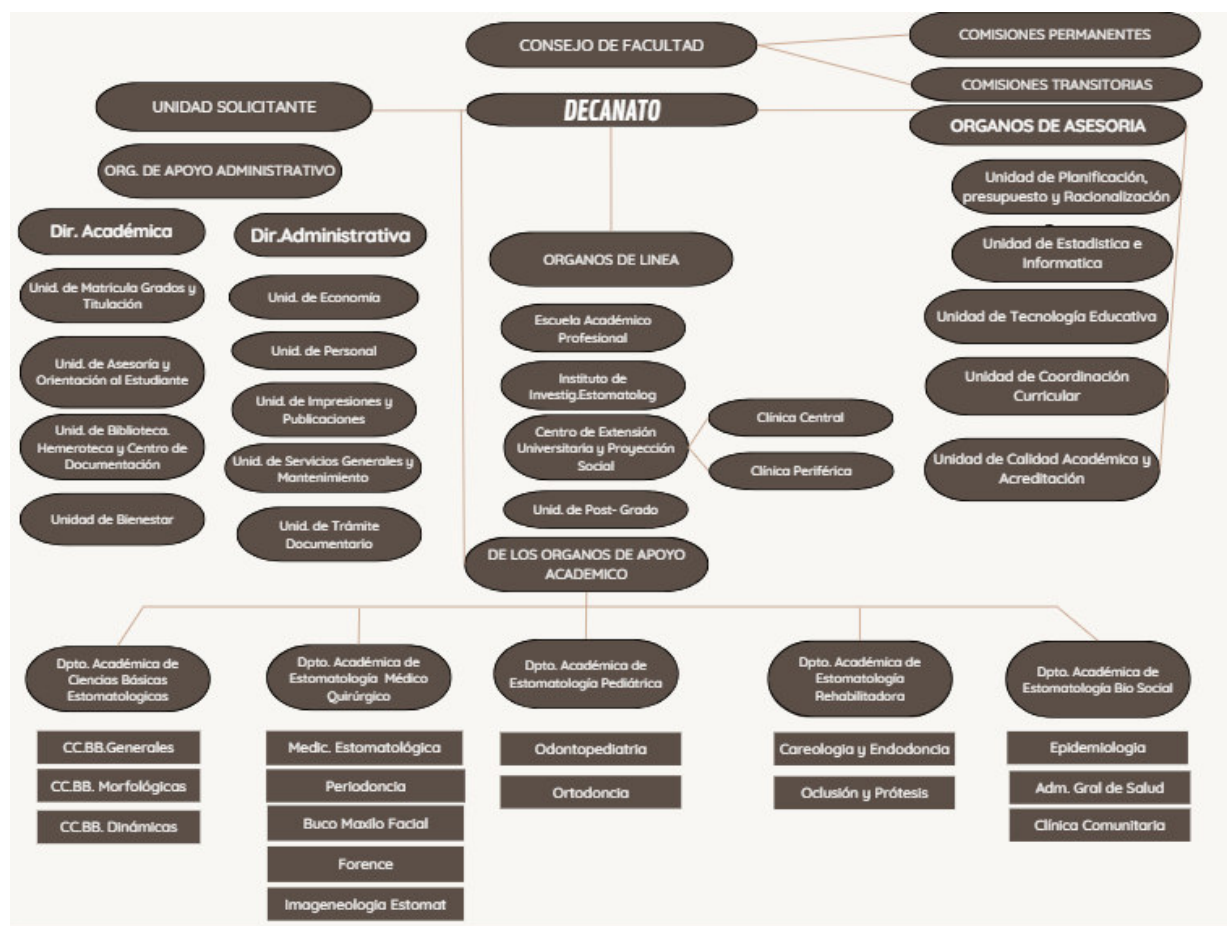 CONSEJO DE FACULTAD
COMISIONES PERMANENTES
COMISIONES TRANSITORIAS
UNIDAD SOLICITANTE
DECANATO
ORGANOS DE ASESORIA
ORG. DE APOYO ADMINISTRATIVO
Dir. Académica
Unid. de Matricula Grados y
Titulación
Unid. de Asesoría y
Orientación al Estudiante
Unid. de Biblioteca.
Hemeroteca y Centro de
Documentación
Unidad de Bienestar
Dir.Administrativa
Unid. de Economía
Unid. de Personal
Unid. de Impresiones y
Publicaciones
Unid. de Servicios Generales y
Mantenimiento
Unid. de Trámite
Documentario
ORGANOS DE LINEA
Escuela Académico
Profesional
Instituto de
Investig.Estomatolog
Centro de Extensión
Universitaria y Proyección
Social
Clínica Central
Clínica Periférica
Unid. de Post- Grado
Unidad de Planificación,
presupuesto y Racionalización
Unidad de Estadistica e
Informatica
Unidad de Tecnología Educativa
Unidad de Coordinación
Curricular
Unidad de Calidad Académica y
Acreditación
DE LOS ORGANOS DE APOYO
ACADEMICO
Dpto. Académica de
Ciencias Básicas
Estomatologicas
CC.BB.Generales
CC.BB. Morfológicas
CC.BB. Dinámicas
Dpto. Académica de
Estomatología Médico
Quirúrgico
Medic. Estomatológica
Periodoncia
Buco Maxilo Facial
Forence
Imageneología Estomat
Dpto. Académica de
Estomatología Pediátrica
Odontopediatria
Ortodoncia
Dpto. Académica de
Estomatología
Rehabilitadora
Careologia y Endodoncia
Oclusión y Prótesis
Dpto. Académica de
Estomatología Bio Social
Epidemiologia
Adm. Gral de Salud
Clínica Comunitaria